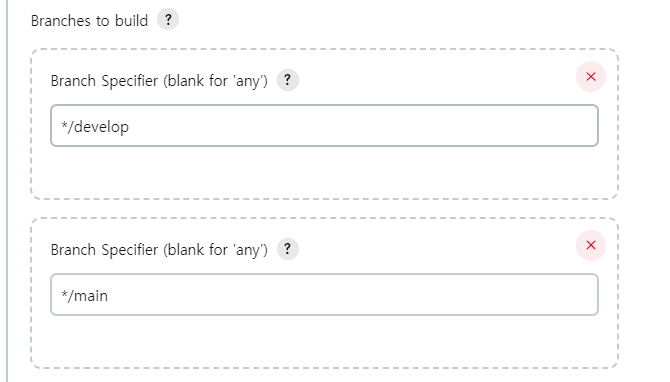 Branches to build ?
Branch Specifier (blank for 'any') ?
*/develop
Branch Specifier (blank for 'any') ?
*/main